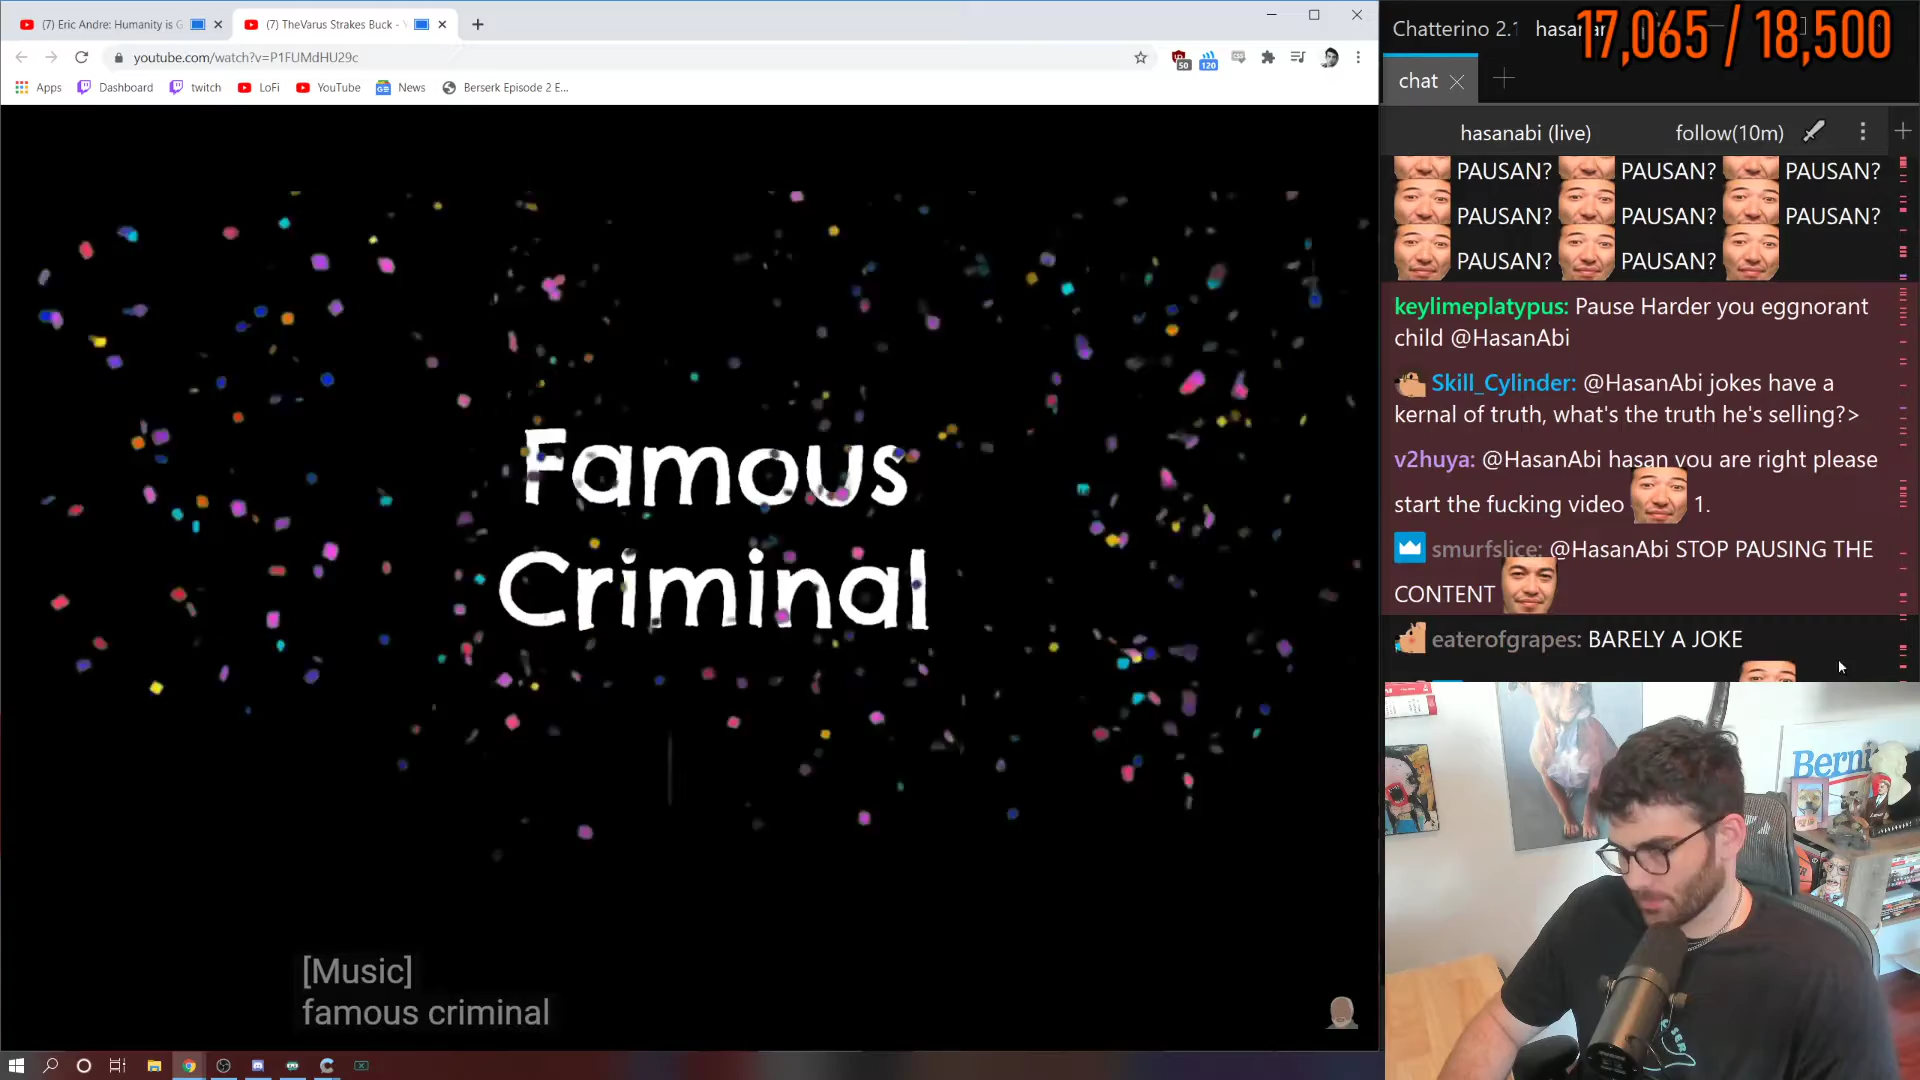 (7) Eric Andre: Humanity is G
(7) TheVarus Strakes Buck -
youtube.com/watch?v=P1FUMdHU29c
50
120
Apps
Dashboard
twitch
LoFi
YouTube
News
Berserk Episode 2 E...
Famous
Criminal
[Music]
famous criminal
Chatterino 2.1
hasanar
17,065 / 18,500
chat
hasanabi (live)
follow(10m)
PAUSAN? PAUSAN? PAUSAN?
PAUSAN? PAUSAN? PAUSAN?
PAUSAN? PAUSAN?
keylimeplatypus: Pause Harder you eggnorant
child @HasanAbi
Skill_Cylinder: @HasanAbi jokes have a
kernal of truth, what's the truth he's selling?>
v2huya: @HasanAbi hasan you are right please
start the fucking video 1.
smurfslice: @HasanAbi STOP PAUSING THE
CONTENT
eaterofgrapes: BARELY A JOKE
Berni